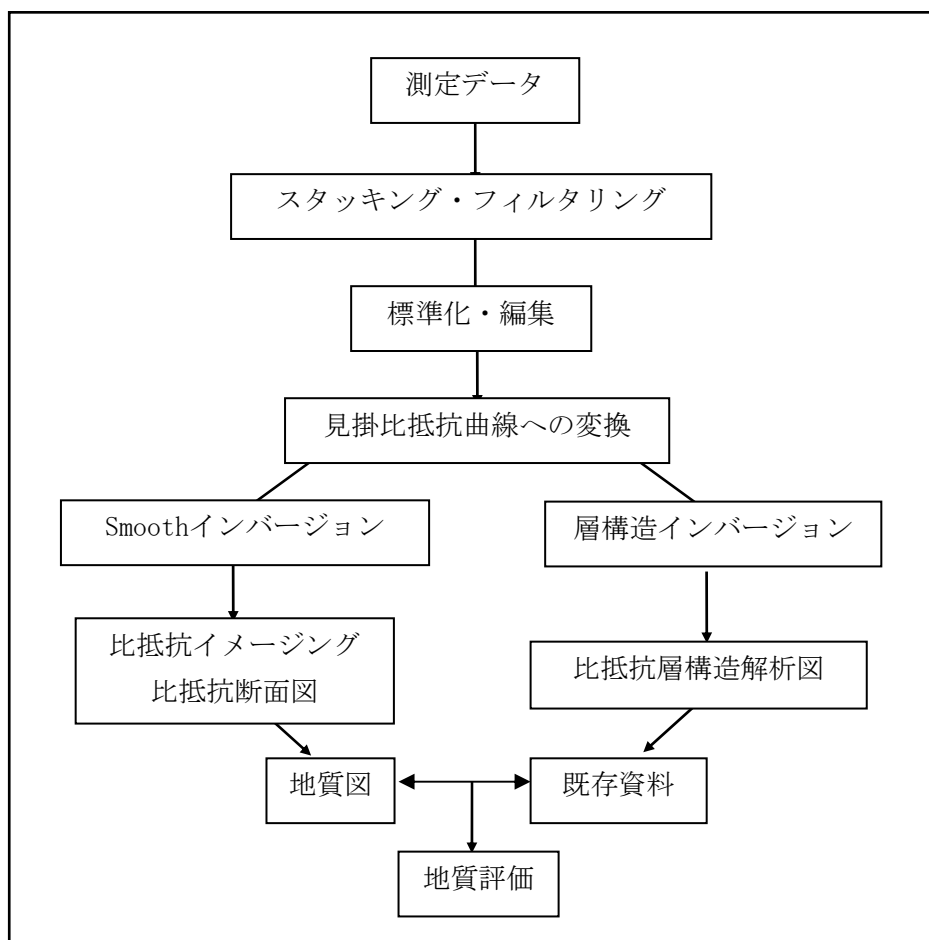 測定データ
スタッキング・フィルタリング
標準化・編集
見掛比抵抗曲線への変換
Smoothインバージョン
層構造インバージョン
比抵抗イメージング
比抵抗断面図
比抵抗層構造解析図
地質図
既存資料
地質評価